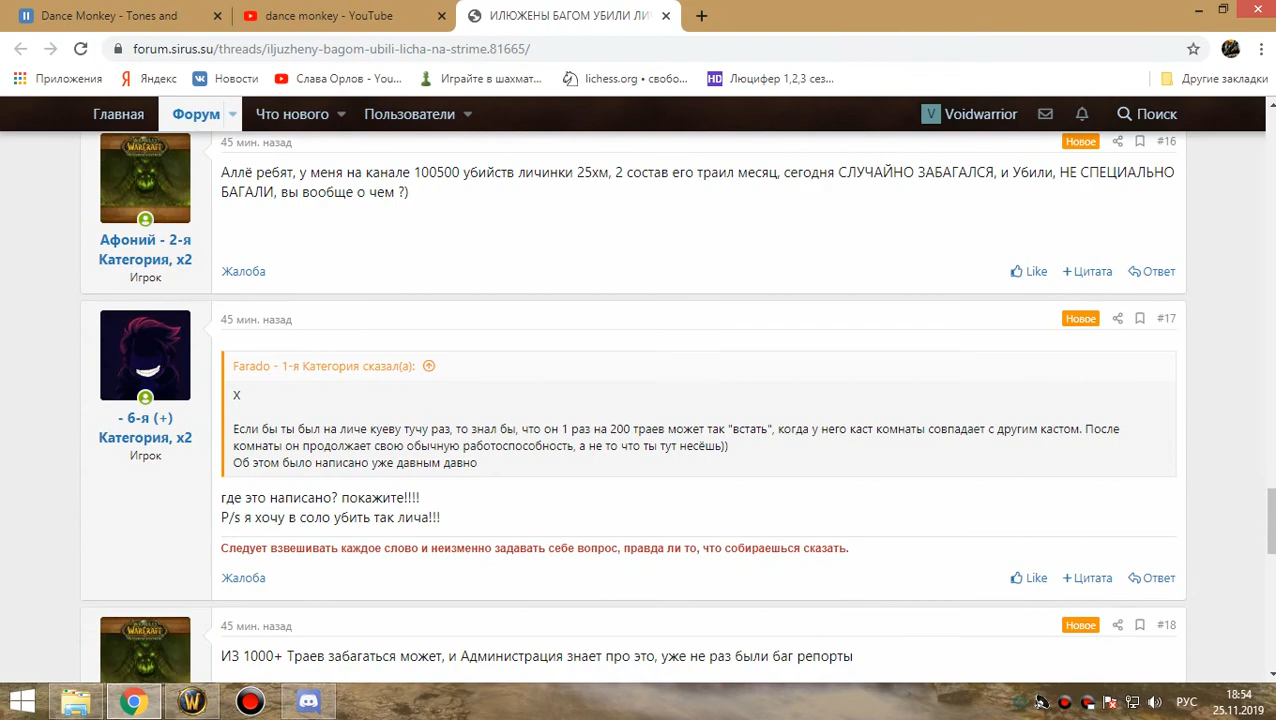 Dance Monkey - Tones and
dance monkey - YouTube
ИЛЮЖЕНЫ БАГОМ УБИЛИ ЛИЧ
forum.sirus.su/threads/iljuzheny-bagom-ubili-licha-na-strime.81665/
Приложения
Яндекс
Новости
Слава Орлов - You...
Играйте в шахмат...
lichess.org • свобо...
HD Люцифер 1,2,3 сез...
Другие закладки
Главная
Форум
Что нового
Пользователи
V Voidwarrior
Поиск
WARCRAFT
45 мин. назад
Новое
#16
Аллё ребят, у меня на канале 100500 убийств личинки 25хм, 2 состав его траил месяц, сегодня СЛУЧАЙНО ЗАБАГАЛСЯ, и Убили, НЕ СПЕЦИАЛЬНО
БАГАЛИ, вы вообще о чем ?)
Афоний - 2-я
Категория, x2
Игрок
Жалоба
Like
+ Цитата
Ответ
45 мин. назад
Новое
#17
Farado - 1-я Категория сказал(а):
X
Если бы ты был на личе куеву тучу раз, то знал бы, что он 1 раз на 200 траев может так "встать", когда у него каст комнаты совпадает с другим кастом. После
комнаты он продолжает свою обычную работоспособность, а не то что ты тут несёшь))
Об этом было написано уже давным давно
- 6-я (+)
Категория, x2
Игрок
где это написано? покажите!!!!
P/s я хочу в соло убить так лича!!!
Следует взвешивать каждое слово и неизменно задавать себе вопрос, правда ли то, что собираешься сказать.
Жалоба
Like
+ Цитата
Ответ
WARCRAFT
45 мин. назад
Новое
#18
ИЗ 1000+ Траев забагаться может, и Администрация знает про это, уже не раз были баг репорты
РУС
18:54
25.11.2019